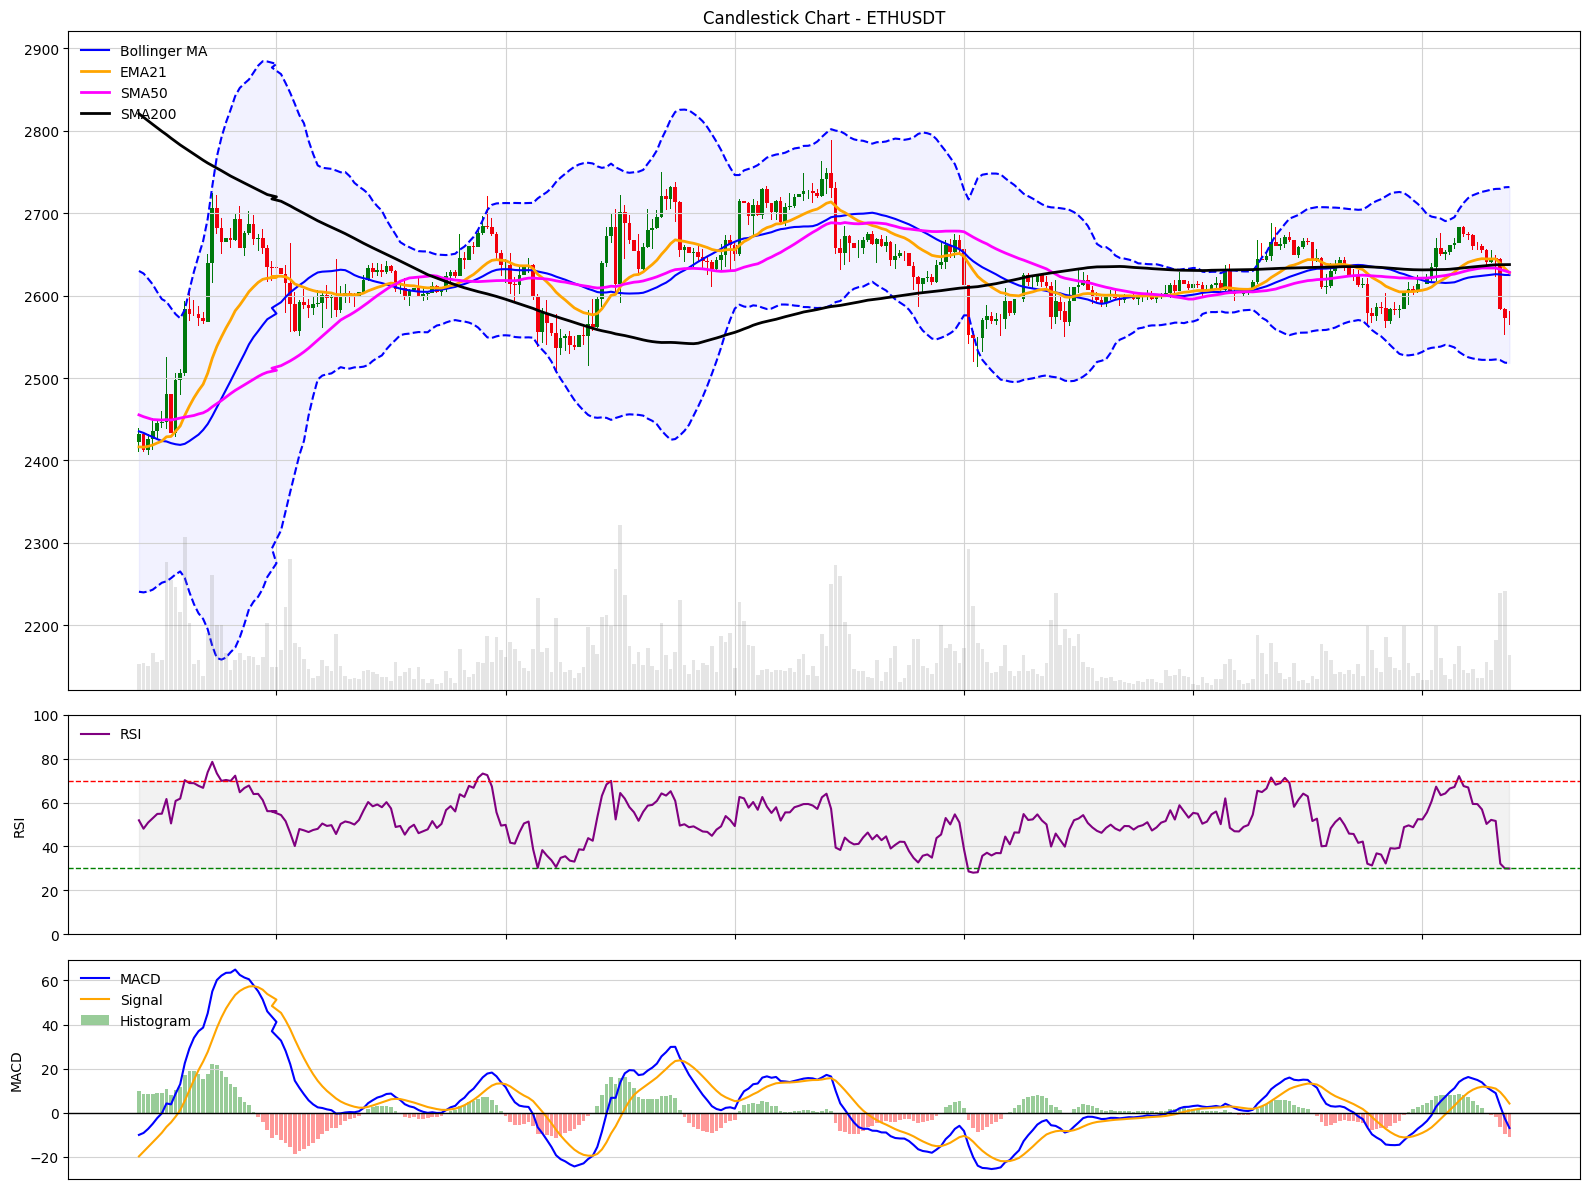 Candlestick Chart - ETHUSDT
Bollinger MA
EMA21
SMA50
SMA200
2900
2800
2700
2600
2500
2400
2300
2200
RSI
RSI
100
80
60
40
20
0
MACD
Signal
Histogram
MACD
60
40
20
0
−20